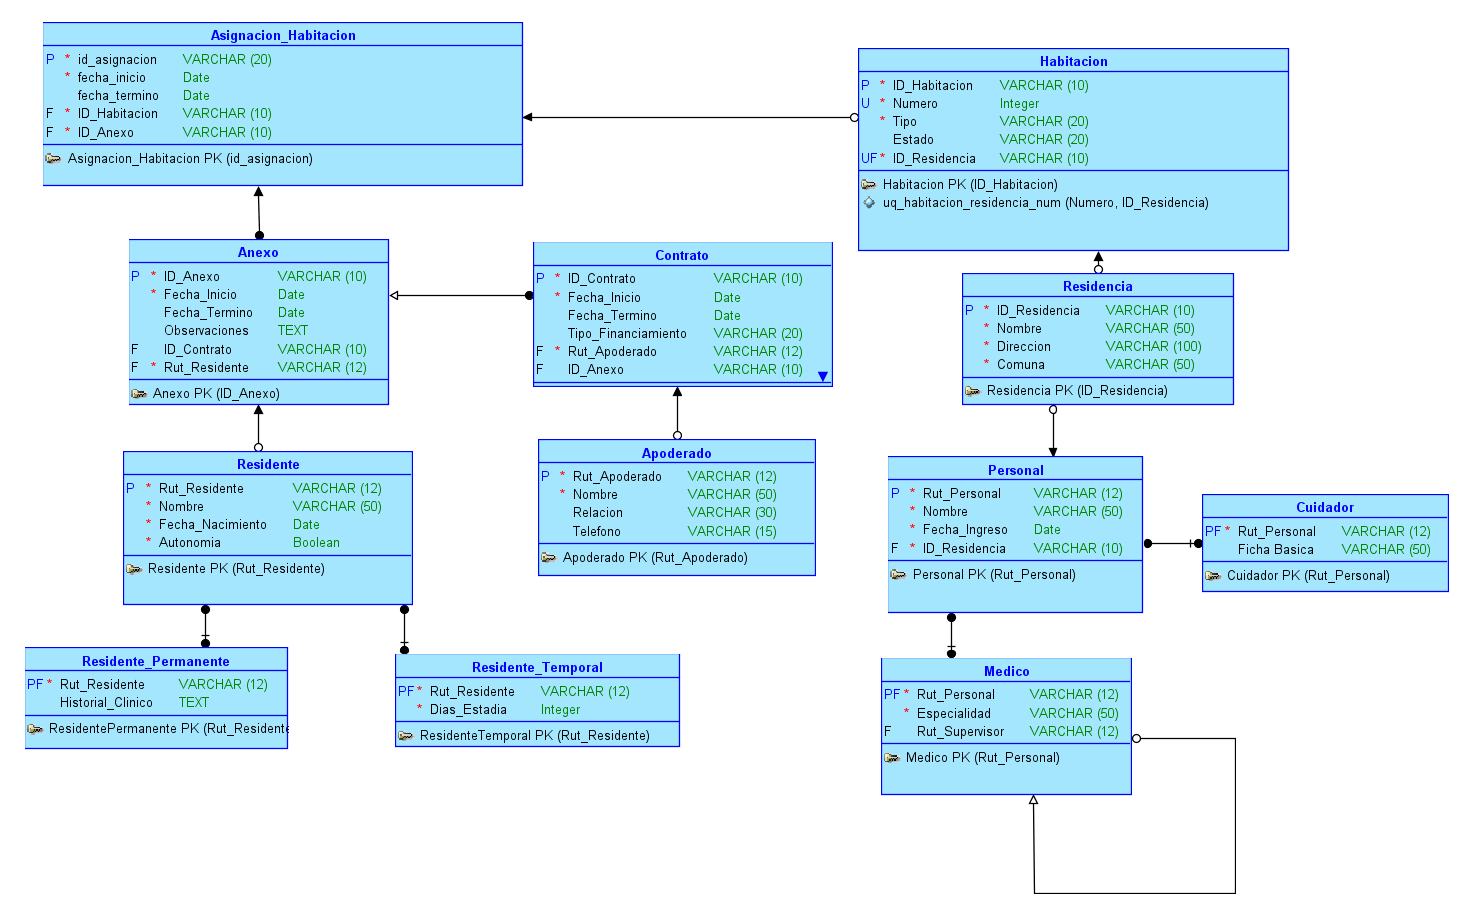 Asignacion_Habitacion
P * id_asignacion VARCHAR (20)
* fecha_inicio Date
fecha_termino Date
F * ID_Habitacion VARCHAR (10)
F * ID_Anexo VARCHAR (10)
Asignacion_Habitacion PK (id_asignacion)
Habitacion
P * ID_Habitacion VARCHAR (10)
U * Numero Integer
* Tipo VARCHAR (20)
Estado VARCHAR (20)
UF * ID_Residencia VARCHAR (10)
Habitacion PK (ID_Habitacion)
uq_habitacion_residencia_num (Numero, ID_Residencia)
Anexo
P * ID_Anexo VARCHAR (10)
* Fecha_Inicio Date
Fecha_Termino Date
Observaciones TEXT
F ID_Contrato VARCHAR (10)
F * Rut_Residente VARCHAR (12)
Anexo PK (ID_Anexo)
Contrato
P * ID_Contrato VARCHAR (10)
* Fecha_Inicio Date
Fecha_Termino Date
Tipo_Financiamiento VARCHAR (20)
F * Rut_Apoderado VARCHAR (12)
F ID_Anexo VARCHAR (10)
Residencia
P * ID_Residencia VARCHAR (10)
* Nombre VARCHAR (50)
* Direccion VARCHAR (100)
* Comuna VARCHAR (50)
Residencia PK (ID_Residencia)
Residente
P * Rut_Residente VARCHAR (12)
* Nombre VARCHAR (50)
* Fecha_Nacimiento Date
* Autonomia Boolean
Residente PK (Rut_Residente)
Apoderado
P * Rut_Apoderado VARCHAR (12)
* Nombre VARCHAR (50)
Relacion VARCHAR (30)
Telefono VARCHAR (15)
Apoderado PK (Rut_Apoderado)
Personal
P * Rut_Personal VARCHAR (12)
* Nombre VARCHAR (50)
* Fecha_Ingreso Date
F * ID_Residencia VARCHAR (10)
Personal PK (Rut_Personal)
Cuidador
PF * Rut_Personal VARCHAR (12)
Ficha Basica VARCHAR (50)
Cuidador PK (Rut_Personal)
Residente_Permanente
PF * Rut_Residente VARCHAR (12)
Historial_Clinico TEXT
ResidentePermanente PK (Rut_Residente
Residente_Temporal
PF * Rut_Residente VARCHAR (12)
* Dias_Estadia Integer
ResidenteTemporal PK (Rut_Residente)
Medico
PF * Rut_Personal VARCHAR (12)
* Especialidad VARCHAR (50)
F Rut_Supervisor VARCHAR (12)
Medico PK (Rut_Personal)